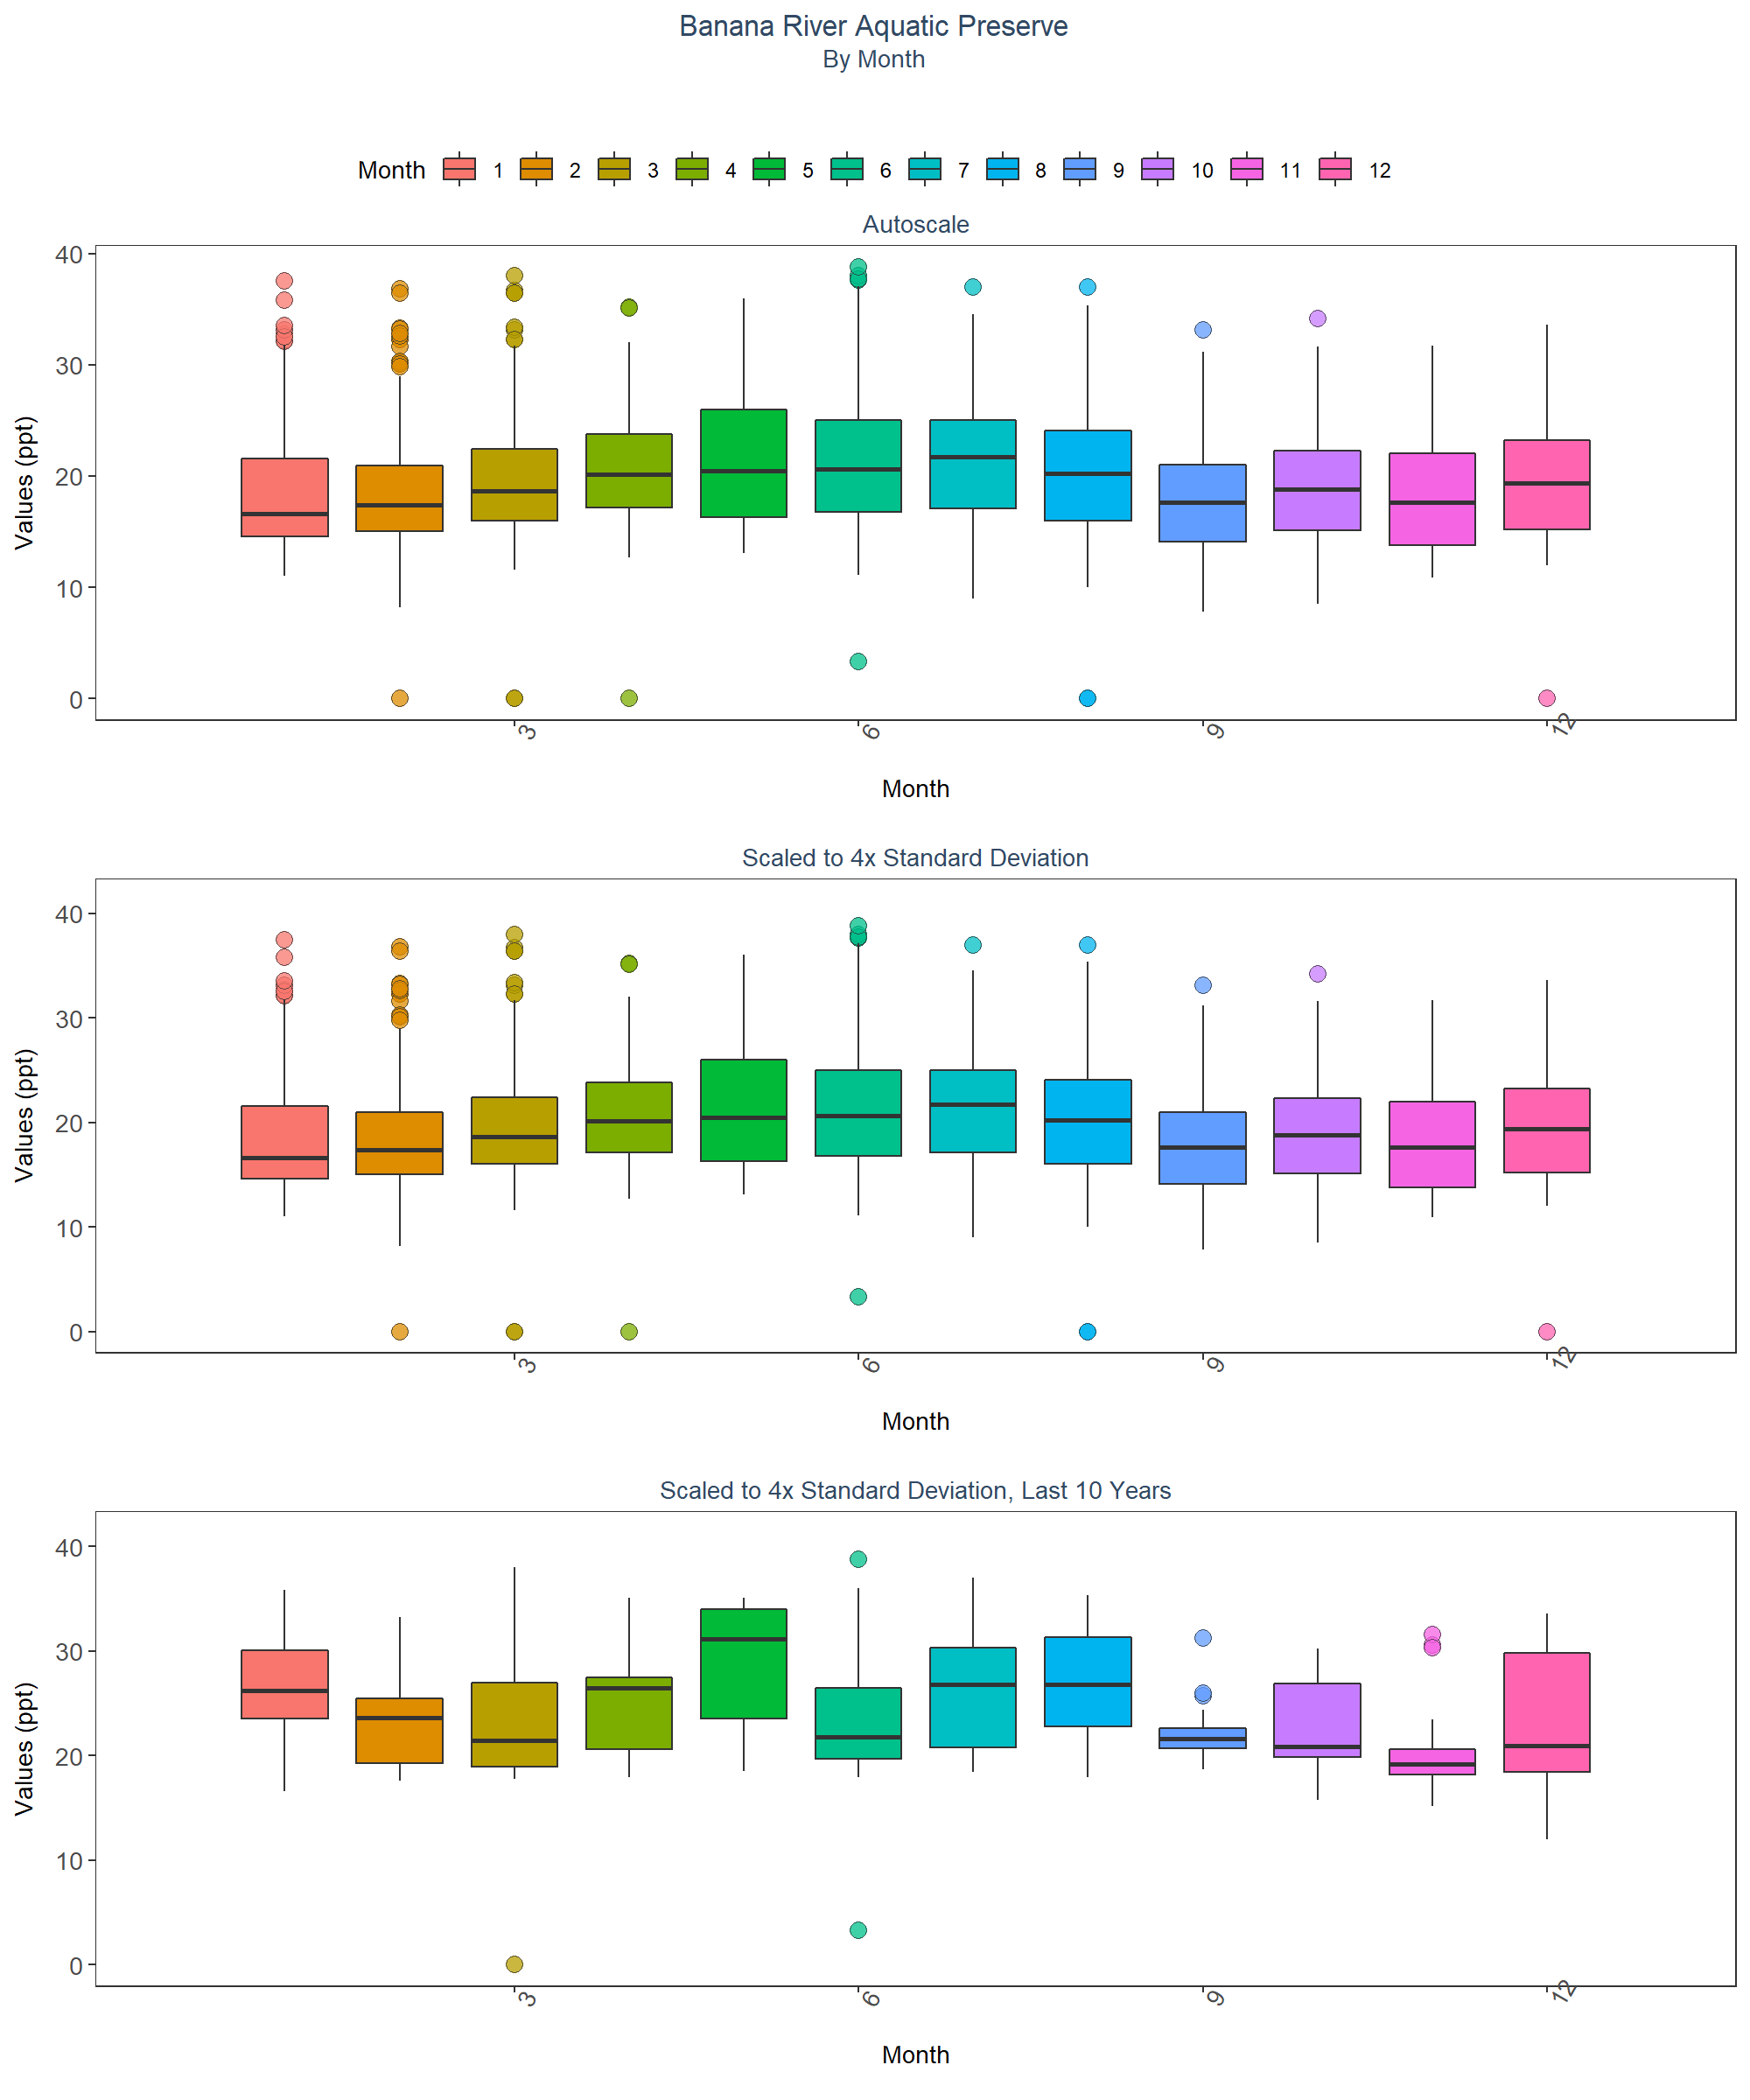 Banana River Aquatic Preserve
By Month
Month 1 2 3 4 5 6 7 8 9 10 11 12
Autoscale
Values (ppt)
40
30
20
10
0
3 6 9 12
Month
Scaled to 4x Standard Deviation
Values (ppt)
40
30
20
10
0
3 6 9 12
Month
Scaled to 4x Standard Deviation, Last 10 Years
Values (ppt)
40
30
20
10
0
3 6 9 12
Month